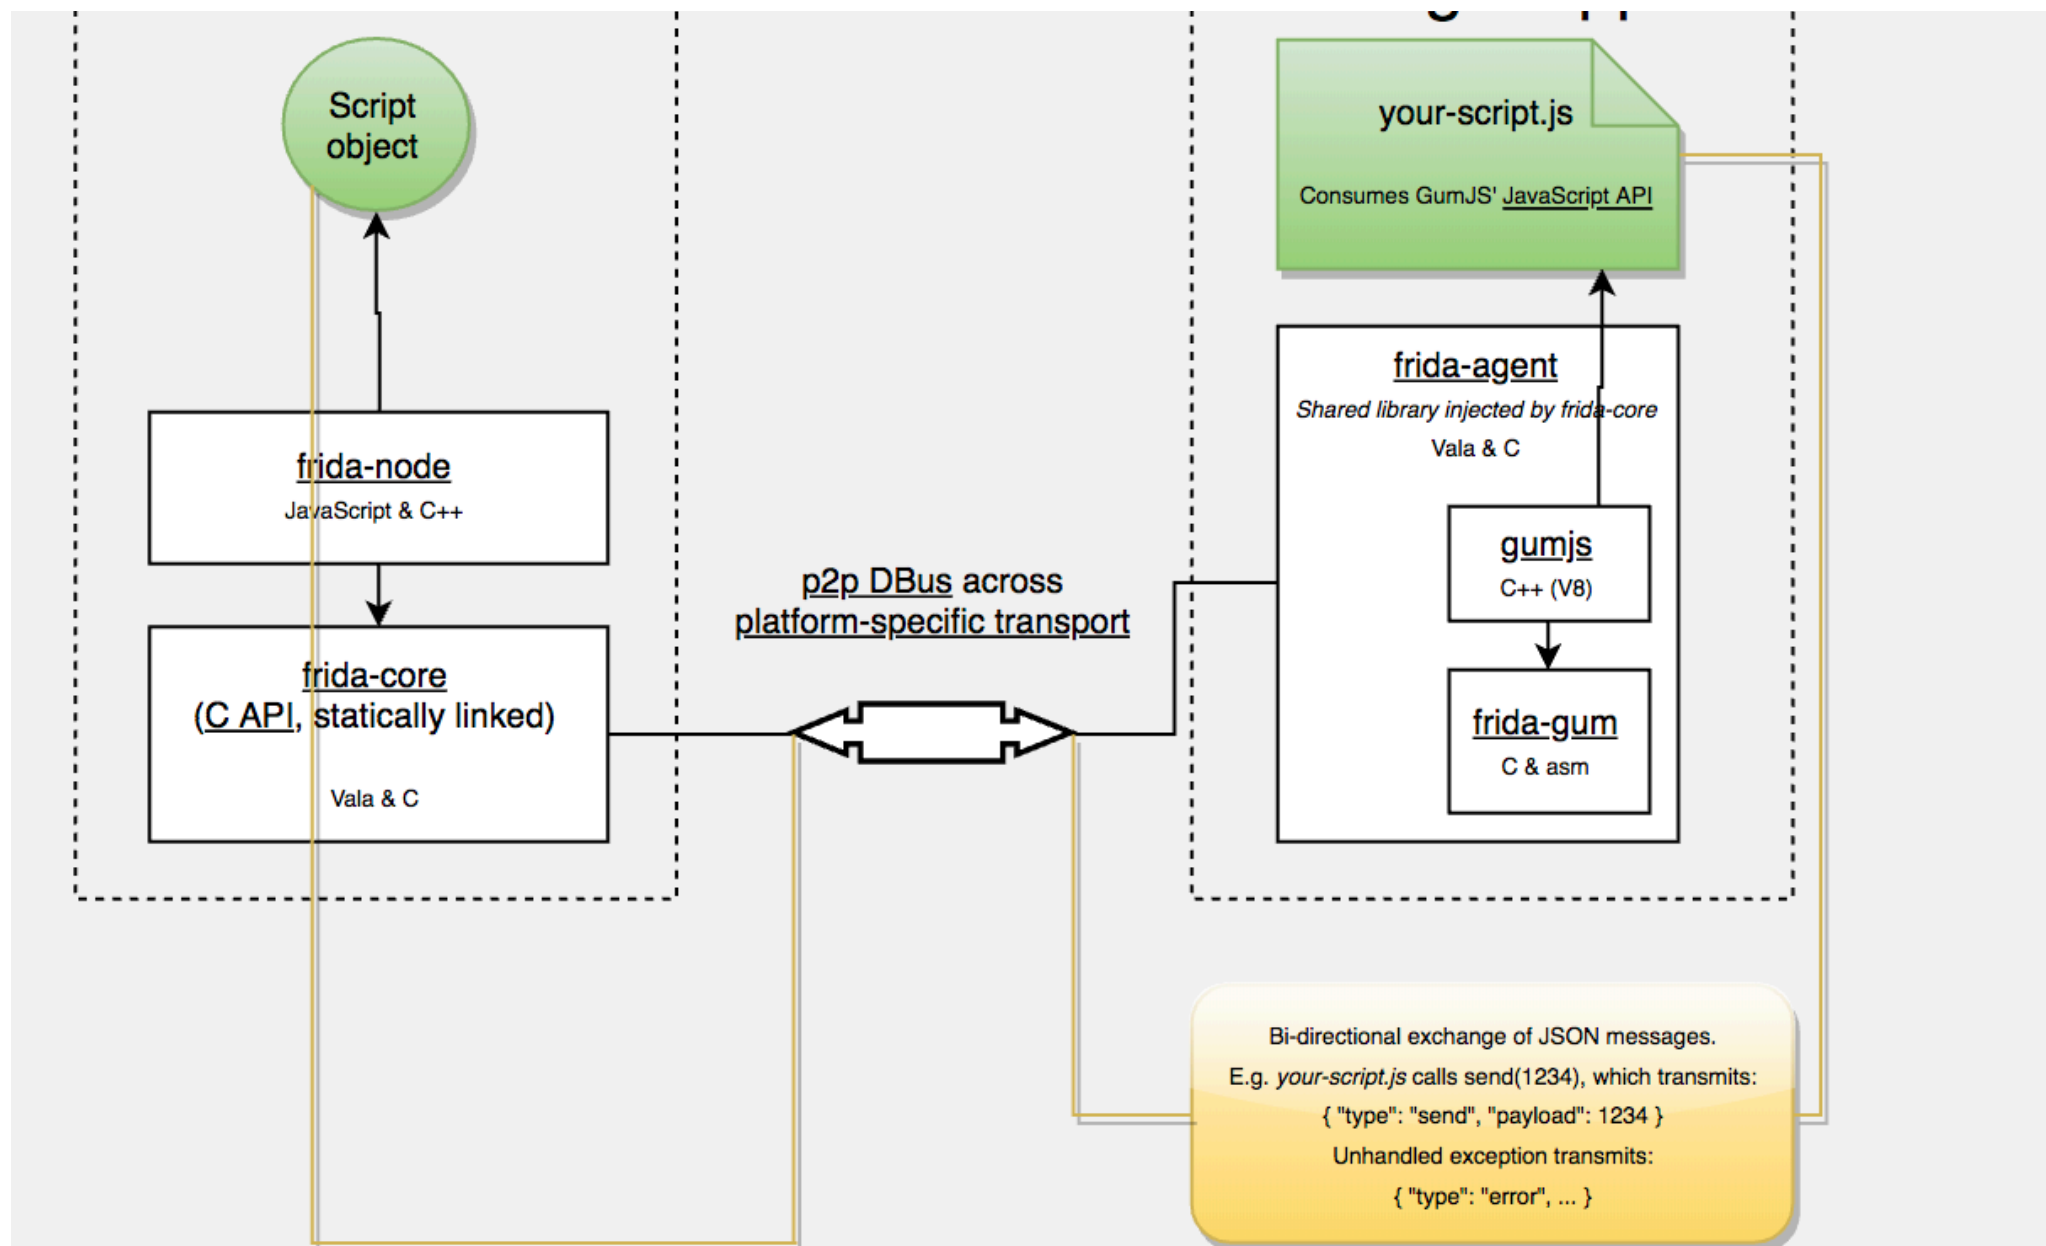 Script
object
frida-node
JavaScript & C++
frida-core
(C API, statically linked)
Vala & C
p2p DBus across
platform-specific transport
your-script.js
Consumes GumJS' JavaScript API
frida-agent
Shared library injected by frida-core
Vala & C
gumjs
C++ (V8)
frida-gum
C & asm
Bi-directional exchange of JSON messages.
E.g. your-script.js calls send(1234), which transmits:
{ "type": "send", "payload": 1234 }
Unhandled exception transmits:
{ "type": "error", ... }